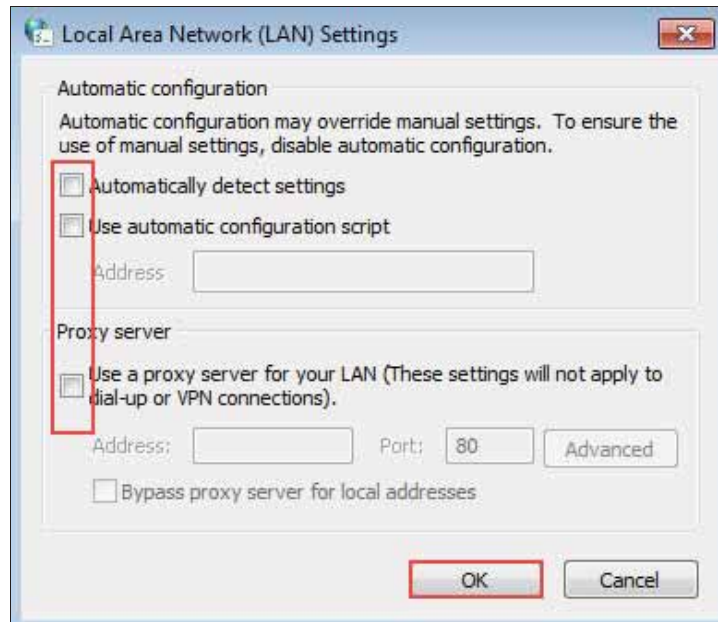 Local Area Network (LAN) Settings
Automatic configuration
Automatic configuration may override manual settings. To ensure the
use of manual settings, disable automatic configuration.
Automatically detect settings
Use automatic configuration script
Address
Proxy server
Use a proxy server for your LAN (These settings will not apply to
dial-up or VPN connections).
Address: Port: 80 Advanced
Bypass proxy server for local addresses
OK Cancel